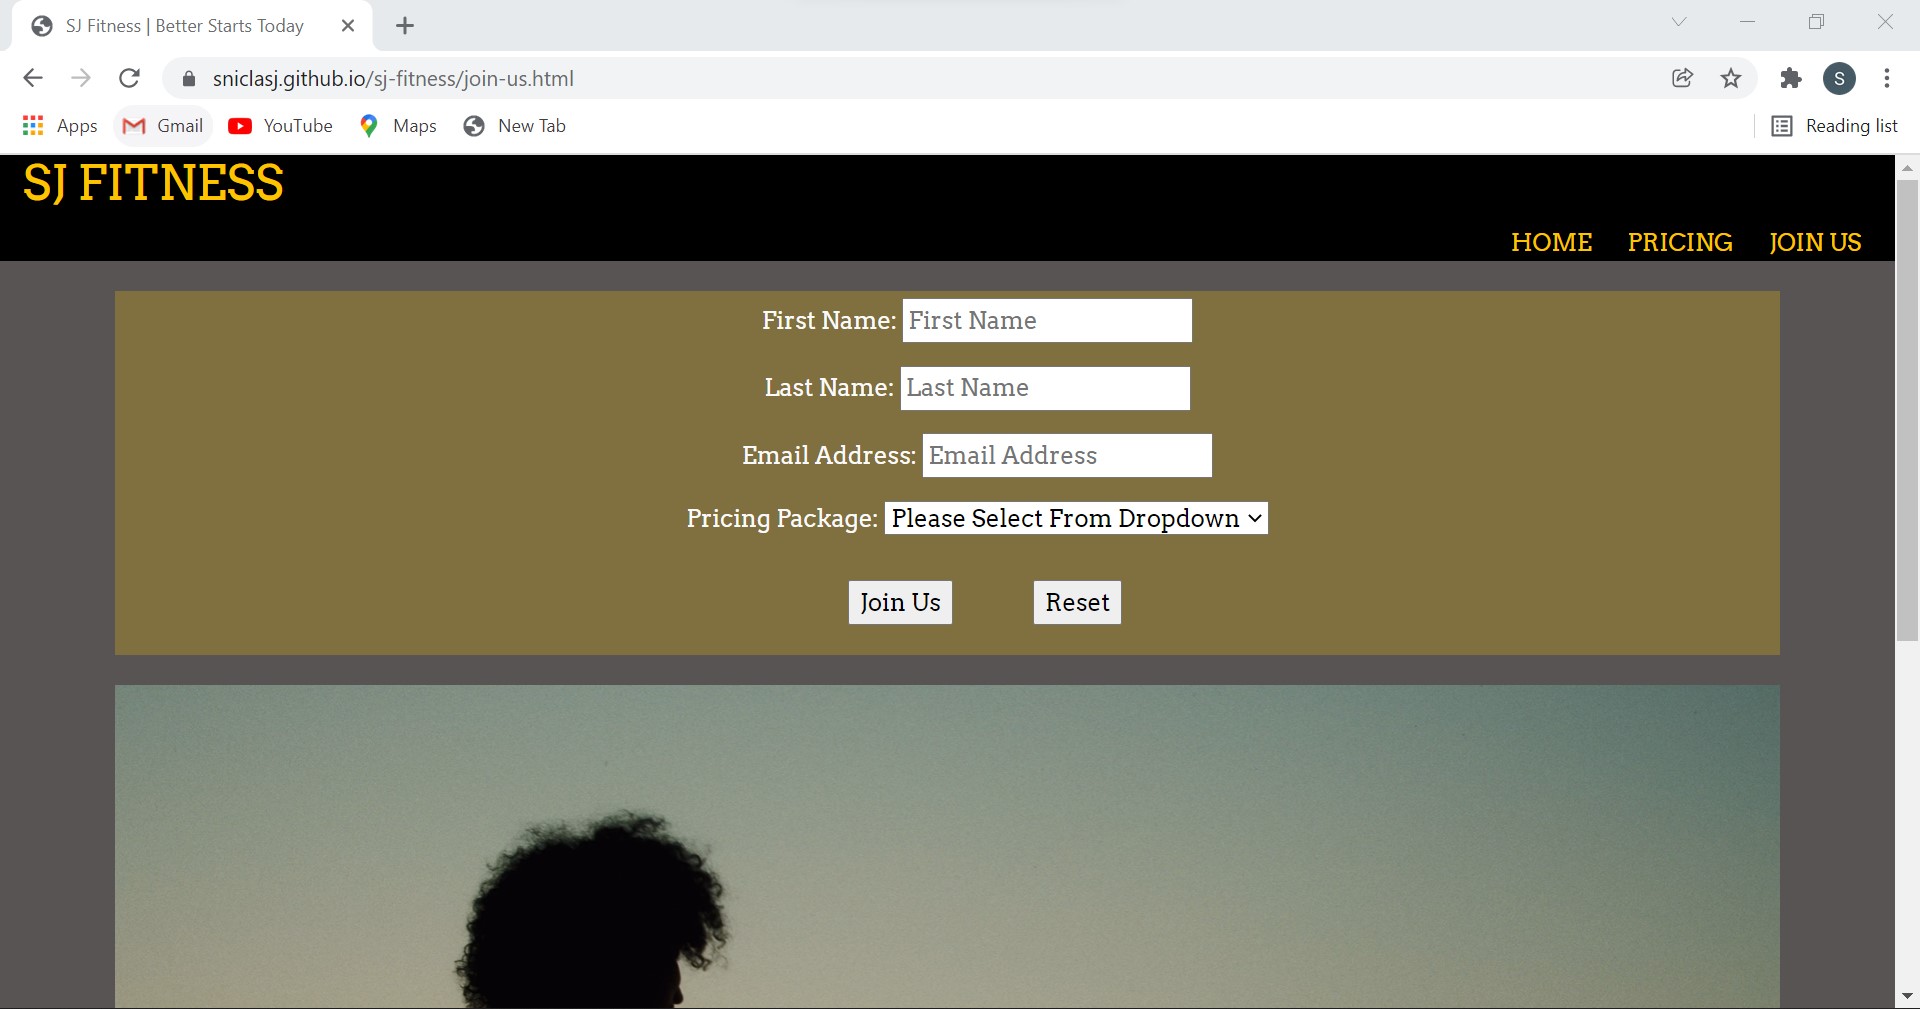 SJ Fitness | Better Starts Today
sniclasj.github.io/sj-fitness/join-us.html
S
Apps Gmail YouTube Maps New Tab Reading list
SJ FITNESS
HOME PRICING JOIN US
First Name: First Name
Last Name: Last Name
Email Address: Email Address
Pricing Package: Please Select From Dropdown
Join Us Reset